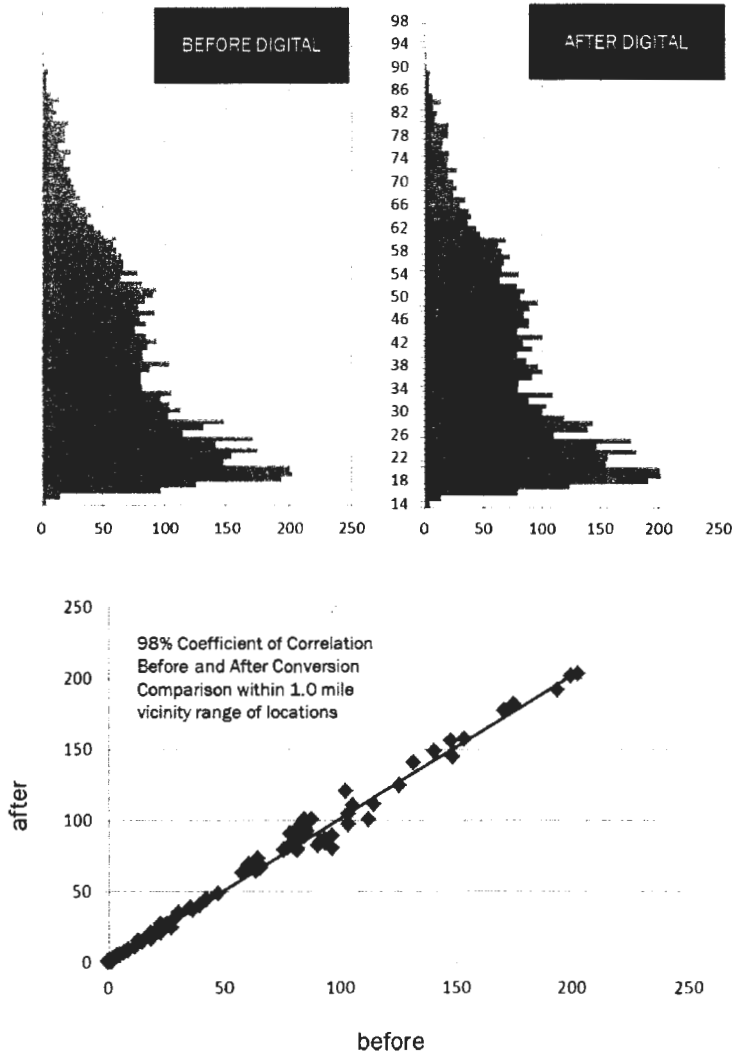 BEFORE DIGITAL
AFTER DIGITAL
98
94
90
86
82
78
74
70
66
62
58
54
50
46
42
38
34
30
26
22
18
14
0 50 100 150 200 250
0 50 100 150 200 250
250
200
150
100
50
0
98% Coefficient of Correlation
Before and After Conversion
Comparison within 1.0 mile
vicinity range of locations
after
0 50 100 150 200 250
before